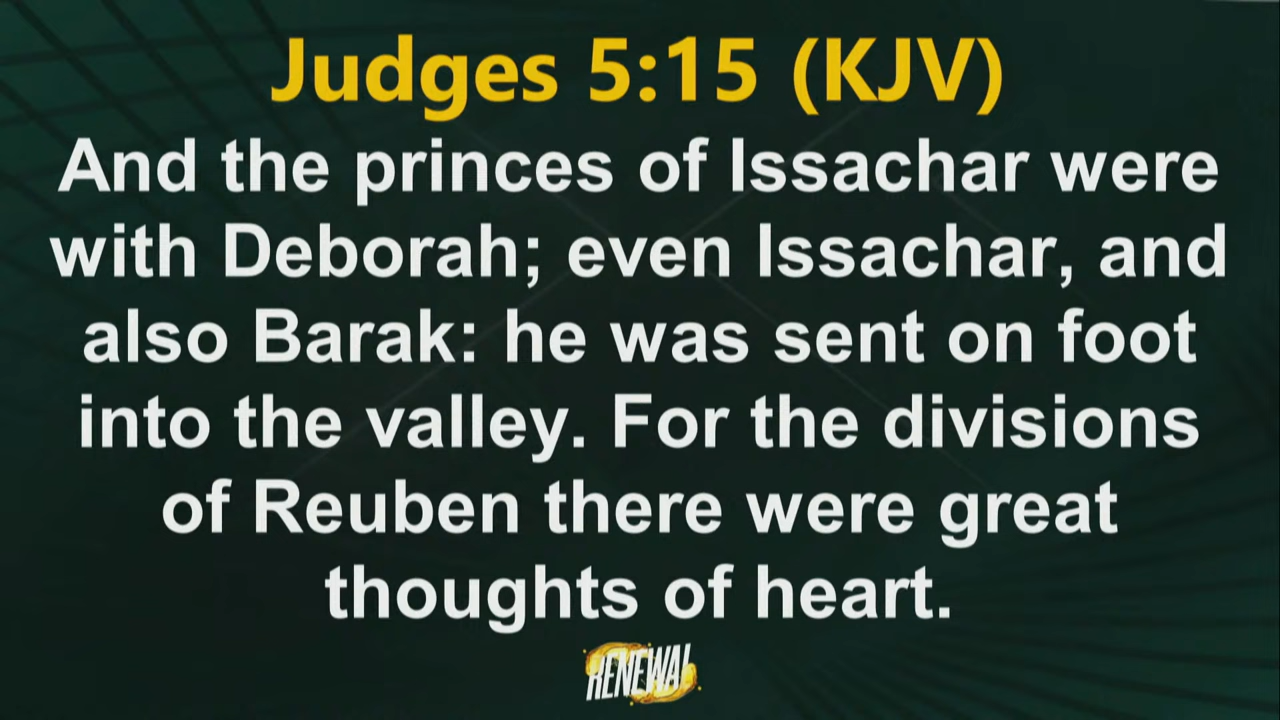 Judges 5:15 (KJV)
And the princes of Issachar were
with Deborah; even Issachar, and
also Barak: he was sent on foot
into the valley. For the divisions
of Reuben there were great
thoughts of heart.
RENEWAL